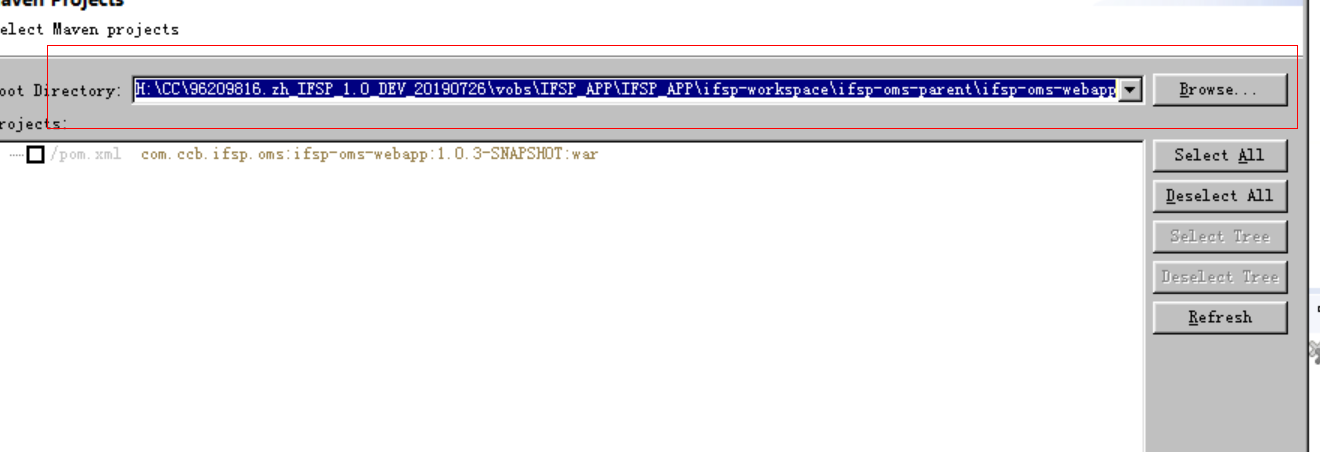 Maven Projects
elect Maven projects
oot Directory: H:\CC\96209816.zh_IFSP_1.0_DEV_20190726\vobs\IFSP_APP\IFSP_APP\ifsp-workspace\ifsp-oms-parent\ifsp-oms-webapp Browse...
rojects:
/pom.xml com.ccb.ifsp.oms:ifsp-oms-webapp:1.0.3-SNAPSHOT:war
Select All
Deselect All
Select Tree
Deselect Tree
Refresh